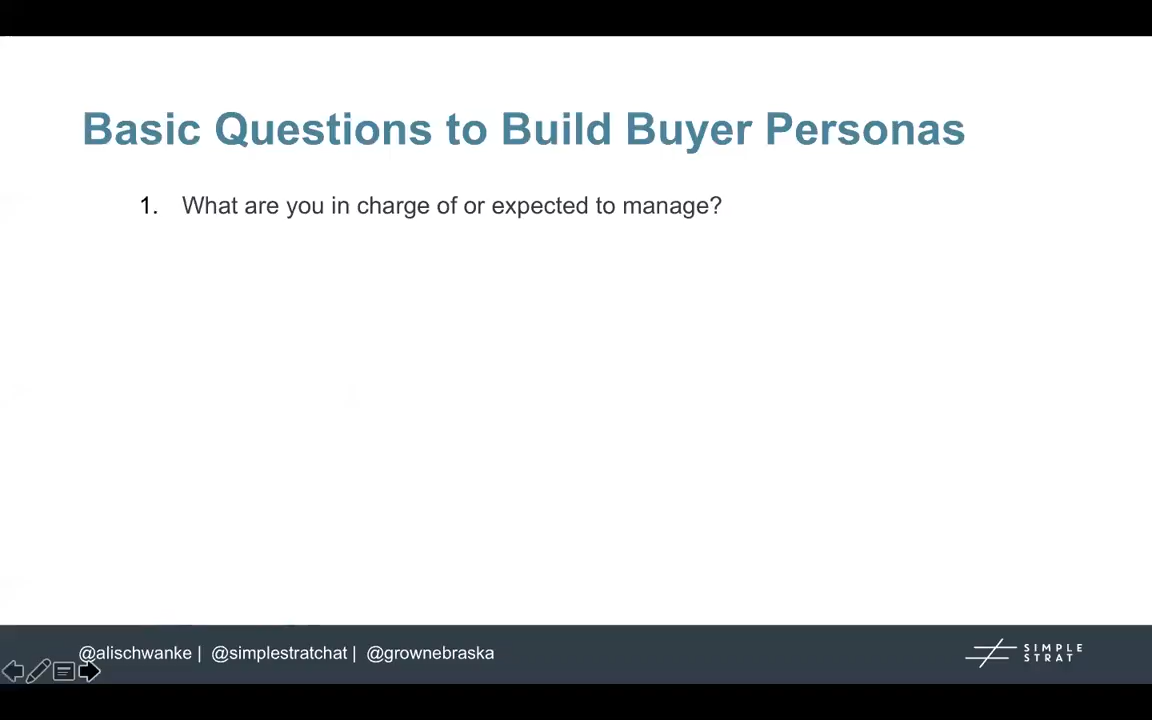 Basic Questions to Build Buyer Personas
1. What are you in charge of or expected to manage?
@alischwanke | @simplestratchat | @grownebraska
SIMPLE
STRAT